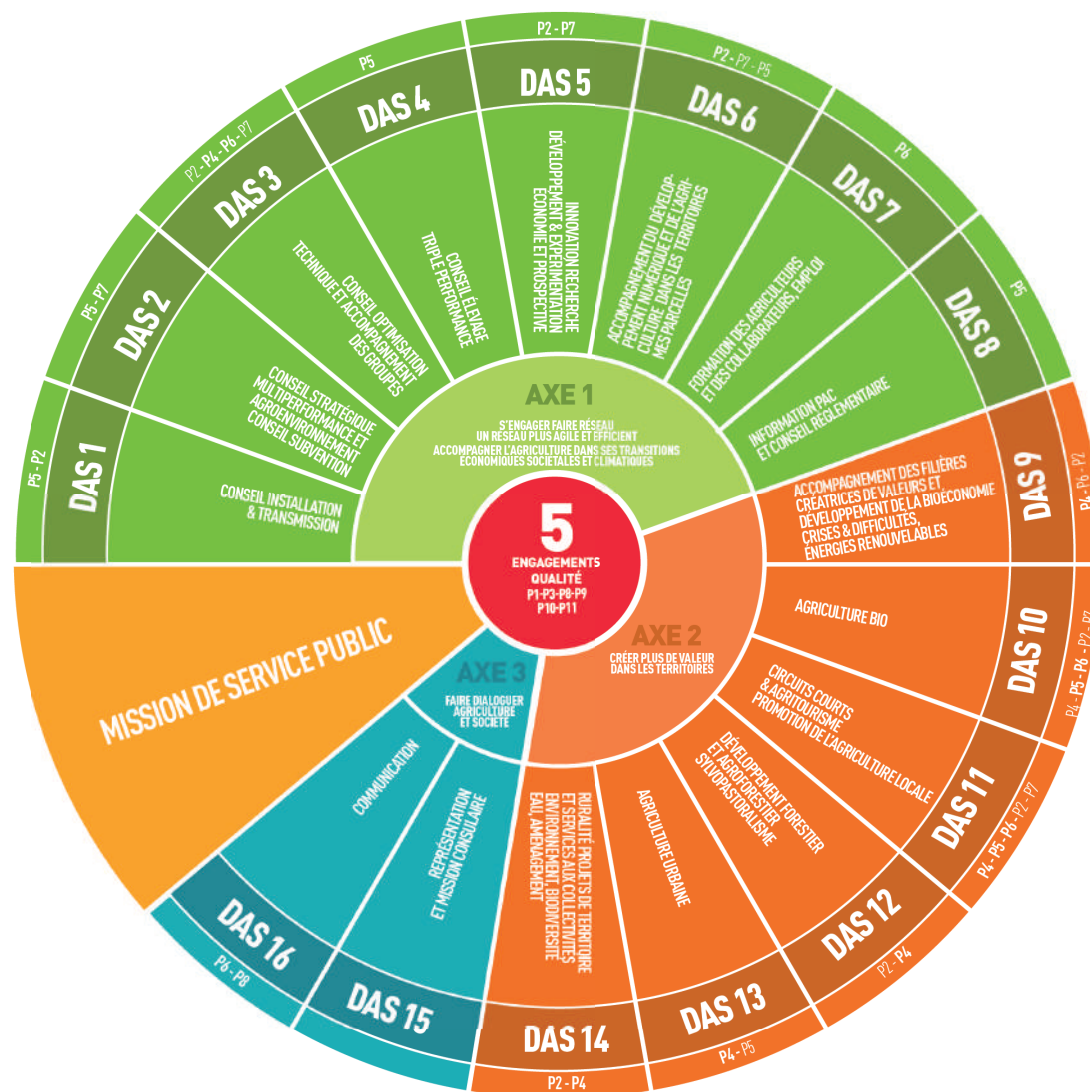 5
ENGAGEMENTS
QUALITÉ
P1-P3-P8-P9
P10-P11
AXE 1
S'ENGAGER FAIRE RÉSEAU
UN RÉSEAU PLUS AGILE ET EFFICIENT
ACCOMPAGNER L'AGRICULTURE DANS SES TRANSITIONS
ECONOMIQUES SOCIETALES ET CLIMATIQUES
P5 - P2
DAS 1
CONSEIL INSTALLATION
& TRANSMISSION
P5 - P7
DAS 2
CONSEIL STRATÉGIQUE
MULTIPERFORMANCE ET
AGROENVIRONNEMENT
CONSEIL SUBVENTION
P2 - P4 - P6 - P7
DAS 3
CONSEIL OPTIMISATION
TECHNIQUE ET ACCOMPAGNEMENT
DES GROUPES
P5
DAS 4
CONSEIL ÉLEVAGE
TRIPLE PERFORMANCE
P2 - P7
DAS 5
INNOVATION RECHERCHE
DÉVELOPPEMENT & EXPÉRIMENTATION
ECONOMIE ET PROSPECTIVE
P2 - P7 - P5
DAS 6
ACCOMPAGNEMENT DU DÉVELOP-
PEMENT NUMÉRIQUE ET DE L'AGRI-
CULTURE DANS LES TERRITOIRES
MES PARCELLES
P6
DAS 7
FORMATION DES AGRICULTEURS
ET DES COLLABORATEURS, EMPLOI
P5
DAS 8
INFORMATION PAC
ET CONSEIL RÉGLEMENTAIRE
AXE 2
CRÉER PLUS DE VALEUR
DANS LES TERRITOIRES
P4 - P6 - P2
DAS 9
ACCOMPAGNEMENT DES FILIÈRES
CRÉATRICES DE VALEURS ET
DÉVELOPPEMENT DE LA BIOÉCONOMIE
CRISES & DIFFICULTÉS,
ÉNERGIES RENOUVELABLES
P4 - P5 - P6 - P2 - P7
DAS 10
AGRICULTURE BIO
P4 - P5 - P6 - P2 - P7
DAS 11
CIRCUITS COURTS
& AGRITOURISME
PROMOTION DE L'AGRICULTURE LOCALE
P2 - P4
DAS 12
DÉVELOPPEMENT FORESTIER
ET AGROFORESTIER
SYLVOPASTORALISME
P4 - P5
DAS 13
AGRICULTURE URBAINE
P2 - P4
DAS 14
RURALITÉ PROJETS DE TERRITOIRE
ET SERVICES AUX COLLECTIVITÉS
ENVIRONNEMENT, BIODIVERSITÉ
EAU, AMÉNAGEMENT
AXE 3
FAIRE DIALOGUER
AGRICULTURE
ET SOCIÉTÉ
DAS 15
REPRÉSENTATION
ET MISSION CONSULAIRE
P6 - P8
DAS 16
COMMUNICATION
MISSION DE SERVICE PUBLIC